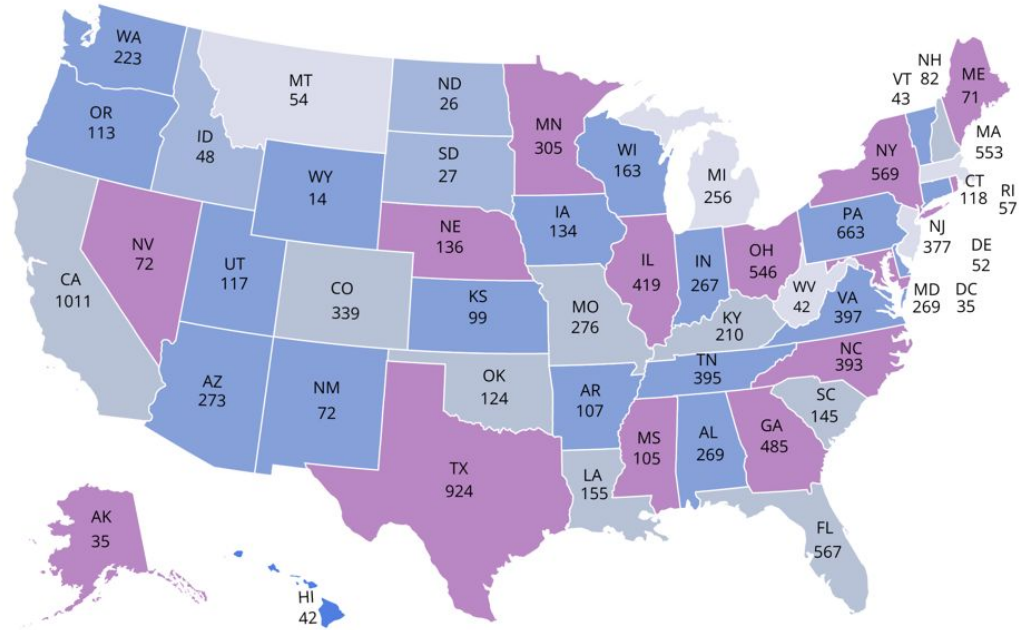 WA
223
OR
113
ID
48
MT
54
ND
26
SD
27
WY
14
MN
305
WI
163
MI
256
VT
43
NH
82
ME
71
MA
553
NY
569
CT
118
RI
57
NJ
377
PA
663
DE
52
MD
269
DC
35
NV
72
UT
117
CA
1011
CO
339
NE
136
IA
134
KS
99
MO
276
IL
419
IN
267
OH
546
WV
42
VA
397
KY
210
TN
395
NC
393
SC
145
AZ
273
NM
72
OK
124
AR
107
TX
924
LA
155
MS
105
AL
269
GA
485
FL
567
AK
35
HI
42